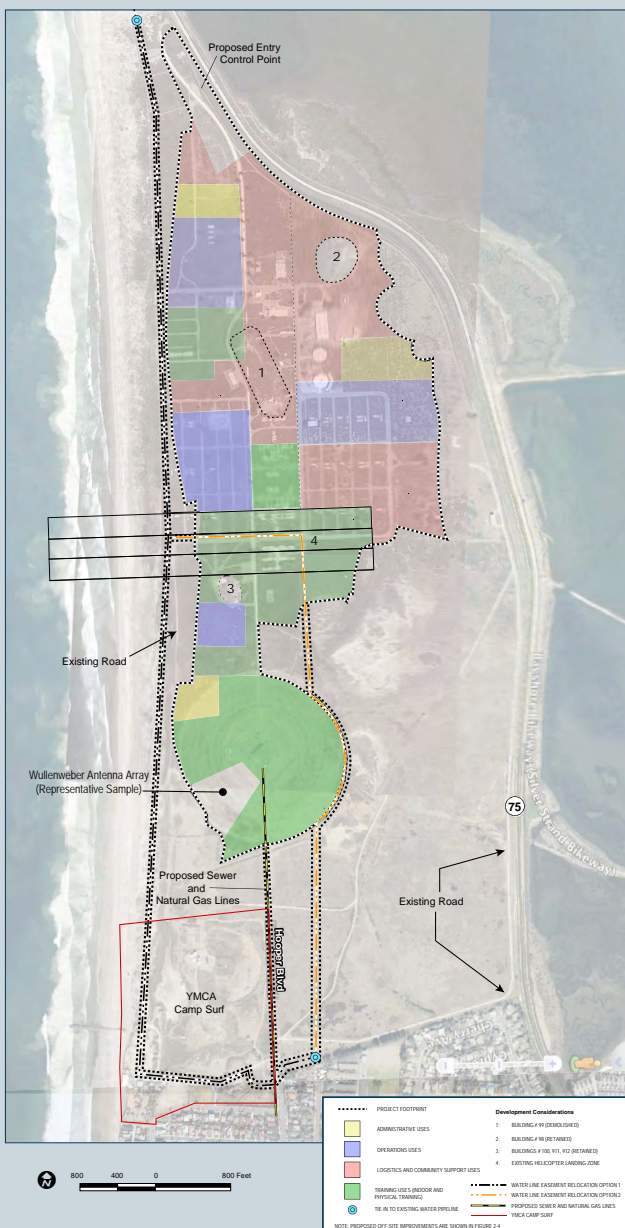 Proposed Entry
Control Point
2
1
4
3
Existing Road
Wullenweber Antenna Array
(Representative Sample)
75
Proposed Sewer
and
Natural Gas Lines
Existing Road
Hooper Blvd
YMCA
Camp Surf
Cherry Ave
800 400 0 800 Feet
N
PROJECT FOOTPRINT
ADMINISTRATIVE USES
OPERATIONS USES
LOGISTICS AND COMMUNITY SUPPORT USES
TRAINING USES (INDOOR AND
PHYSICAL TRAINING)
TIE-IN TO EXISTING WATER PIPELINE
Development Considerations
1: BUILDING # 99 (DEMOLISHED)
2: BUILDING # 98 (RETAINED)
3: BUILDINGS # 100, 911, 912 (RETAINED)
4: EXISTING HELICOPTER LANDING ZONE
WATER LINE EASEMENT RELOCATION OPTION 1
WATER LINE EASEMENT RELOCATION OPTION 2
PROPOSED SEWER AND NATURAL GAS LINES
YMCA CAMP SURF
NOTE: PROPOSED OFF-SITE IMPROVEMENTS ARE SHOWN IN FIGURE 2-4